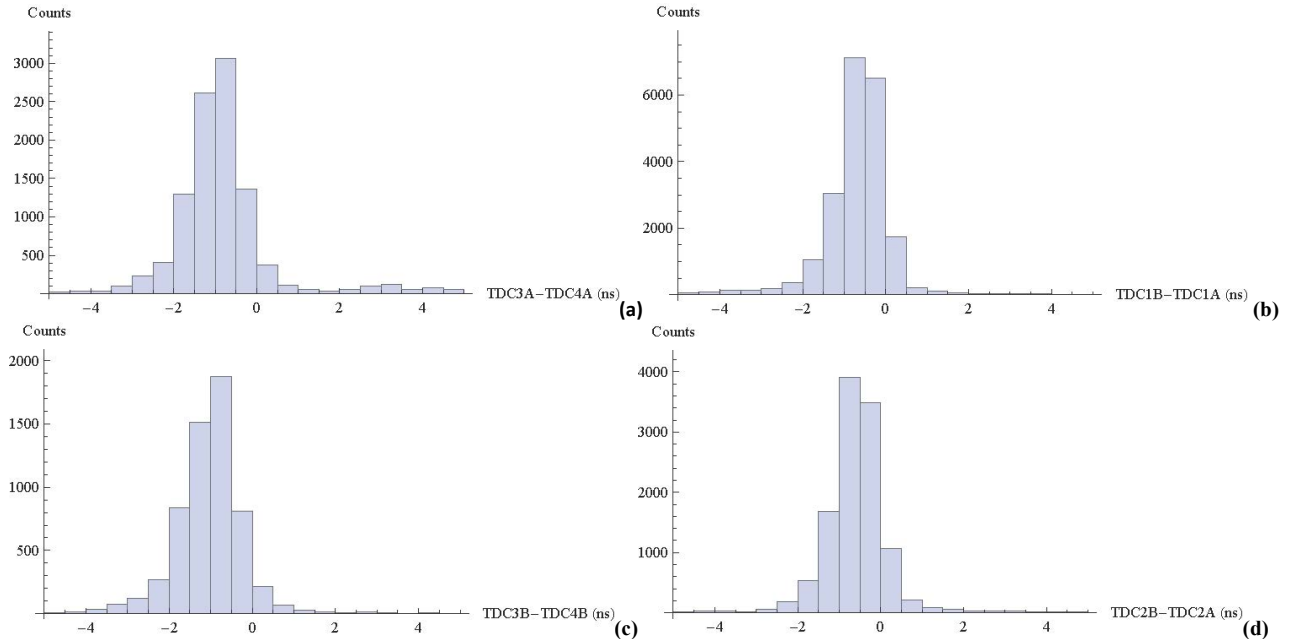 Counts
3000
2500
2000
1500
1000
500
−4 −2 0 2 4
TDC3A−TDC4A (ns)
(a)
Counts
6000
4000
2000
−4 −2 0 2 4
TDC1B−TDC1A (ns)
(b)
Counts
2000
1500
1000
500
−4 −2 0 2 4
TDC3B−TDC4B (ns)
(c)
Counts
4000
3000
2000
1000
−4 −2 0 2 4
TDC2B−TDC2A (ns)
(d)